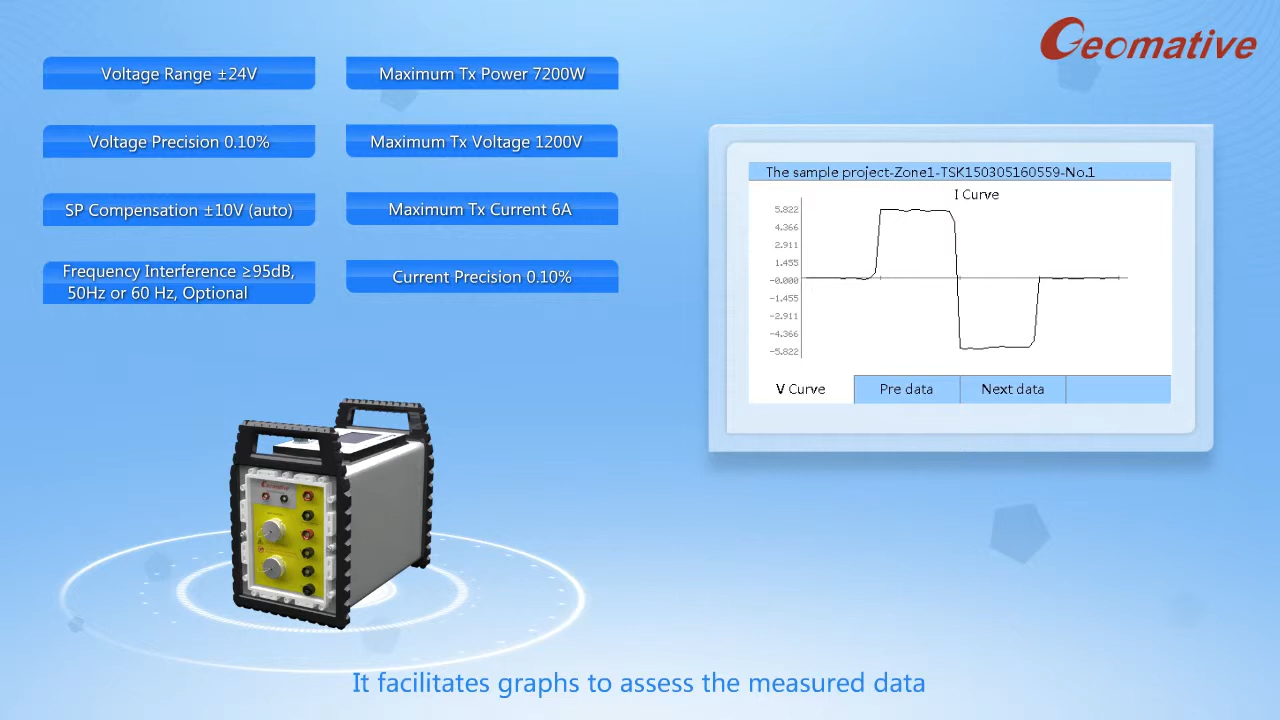 Geomative
Voltage Range ±24V
Maximum Tx Power 7200W
Voltage Precision 0.10%
Maximum Tx Voltage 1200V
SP Compensation ±10V (auto)
Maximum Tx Current 6A
Frequency Interference ≥95dB,
50Hz or 60 Hz, Optional
Current Precision 0.10%
The sample project-Zone1-TSK150305160559-No.1
I Curve
5.822
4.366
2.911
1.455
-0.000
-1.455
-2.911
-4.366
-5.822
V Curve
Pre data
Next data
Geomative
It facilitates graphs to assess the measured data